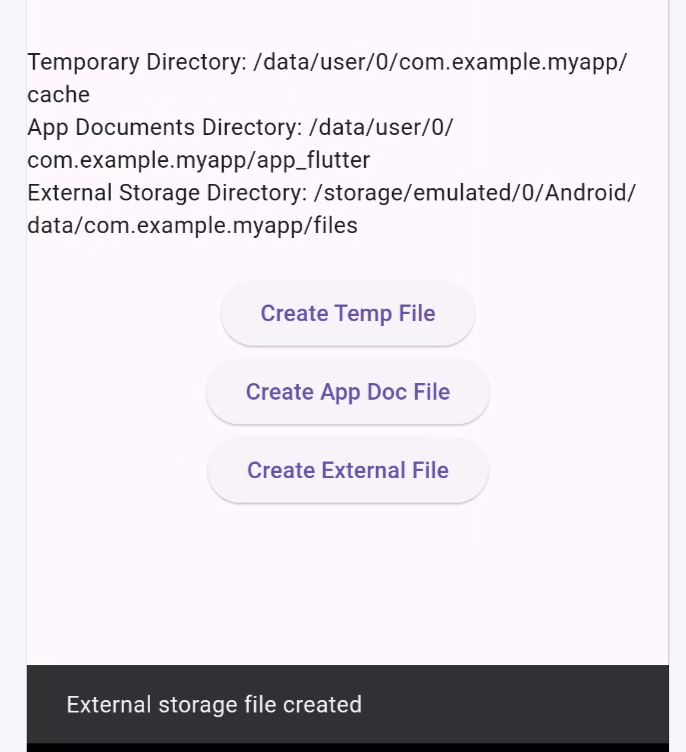 Temporary Directory: /data/user/0/com.example.myapp/
cache
App Documents Directory: /data/user/0/
com.example.myapp/app_flutter
External Storage Directory: /storage/emulated/0/Android/
data/com.example.myapp/files
Create Temp File
Create App Doc File
Create External File
External storage file created